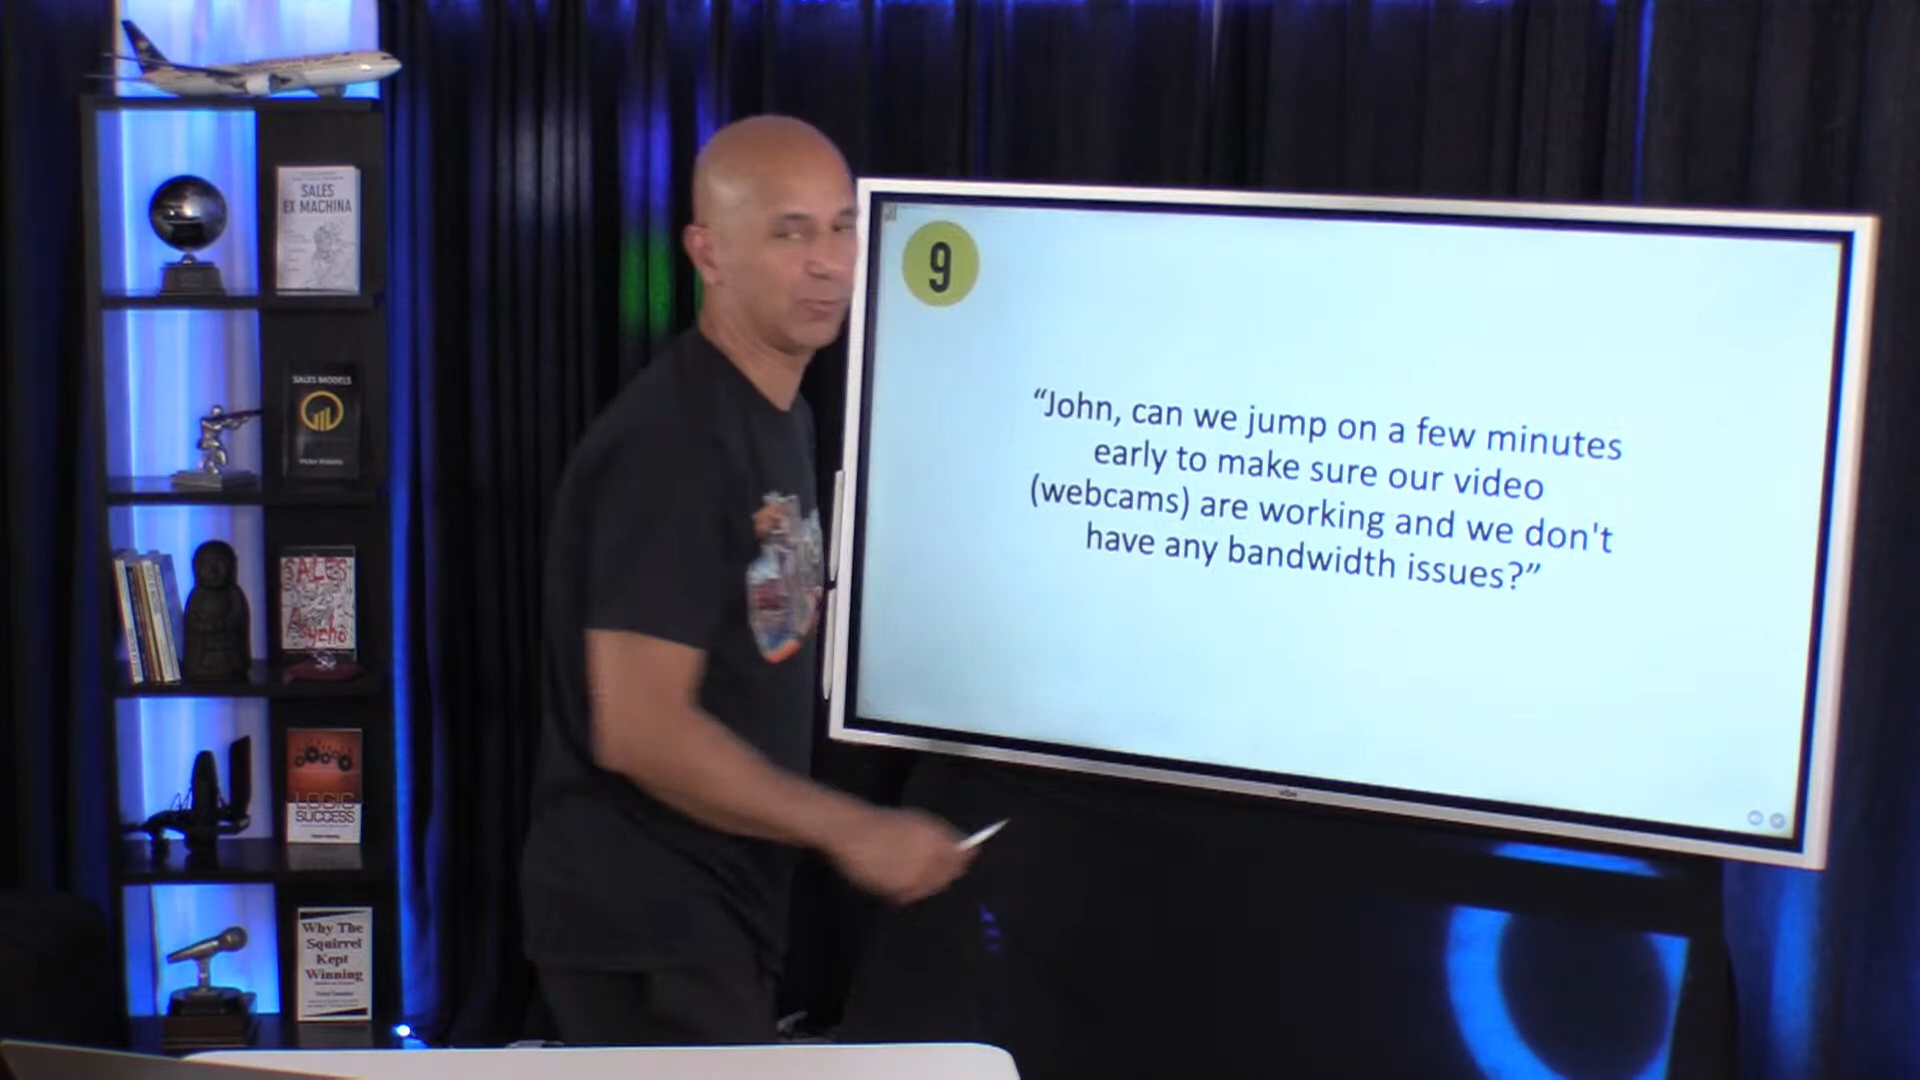 SALES
EX MACHINA
SALES MODELS
SALES
Psycho
LOGIC
SUCCESS
Why The
Squirrel
Kept
Winning
9
“John, can we jump on a few minutes
early to make sure our video
(webcams) are working and we don't
have any bandwidth issues?”
vibe